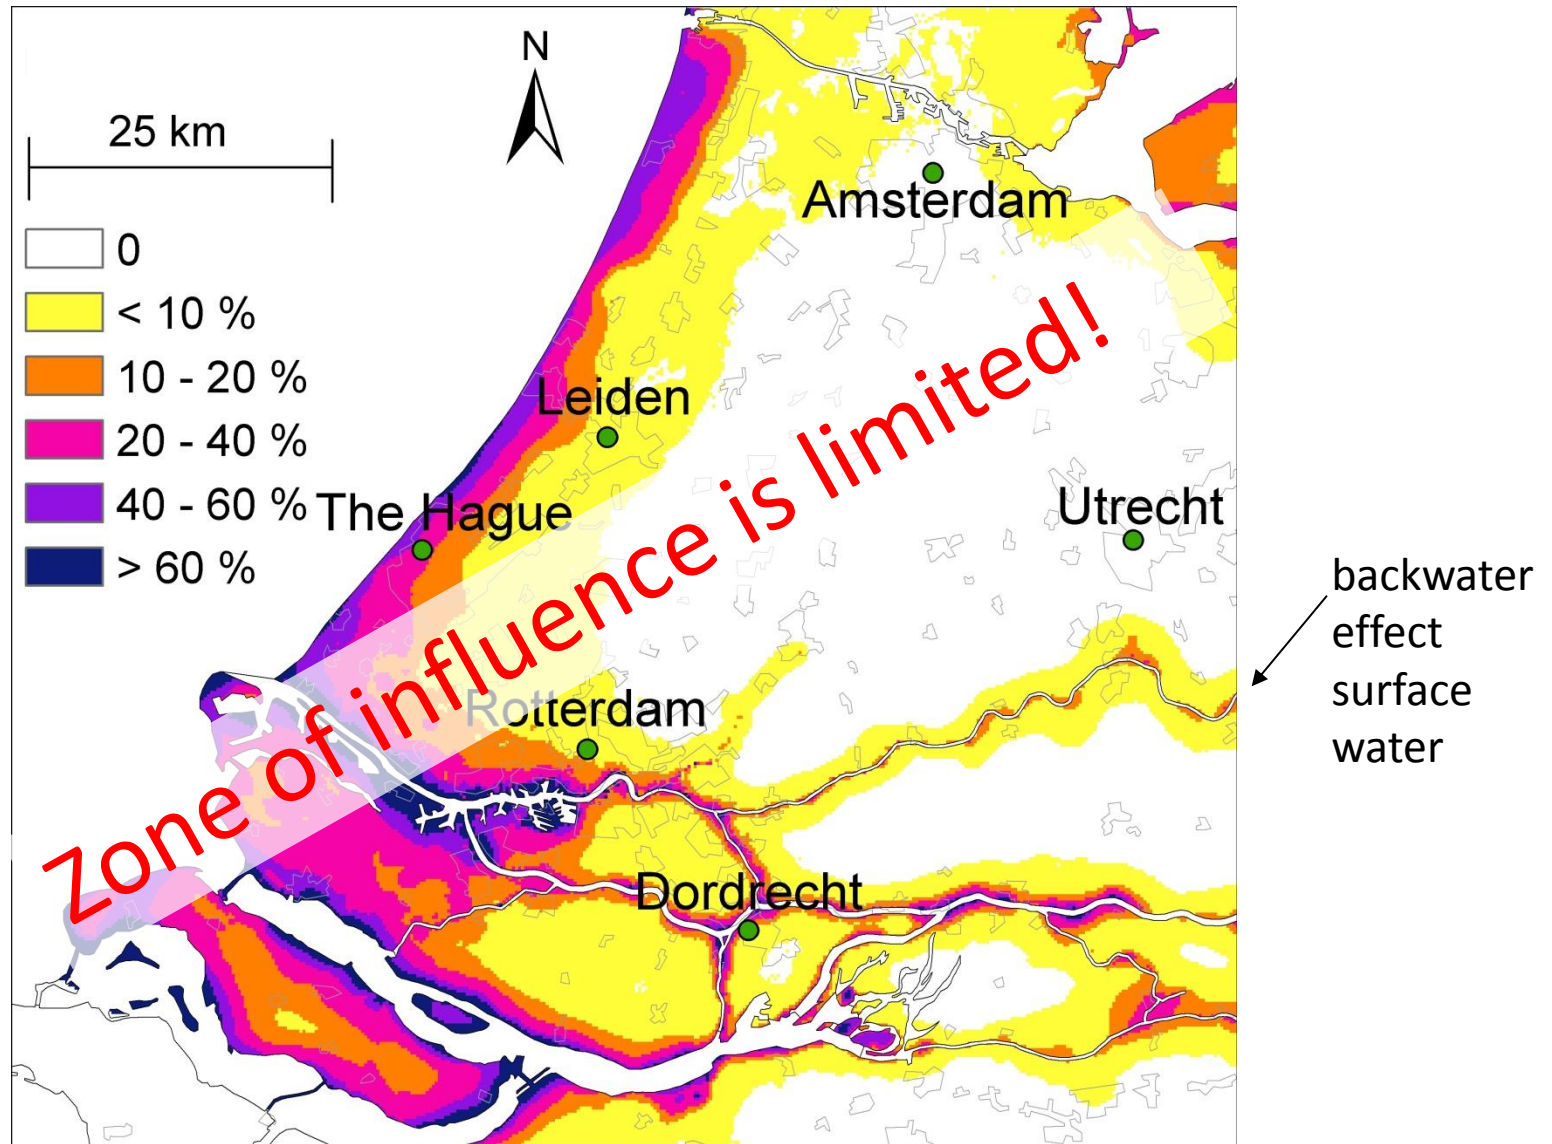 N
25 km
0
< 10 %
10 - 20 %
20 - 40 %
40 - 60 %
> 60 %
Amsterdam
Leiden
The Hague
Utrecht
Rotterdam
Dordrecht
Zone of influence is limited!
backwater
effect
surface
water